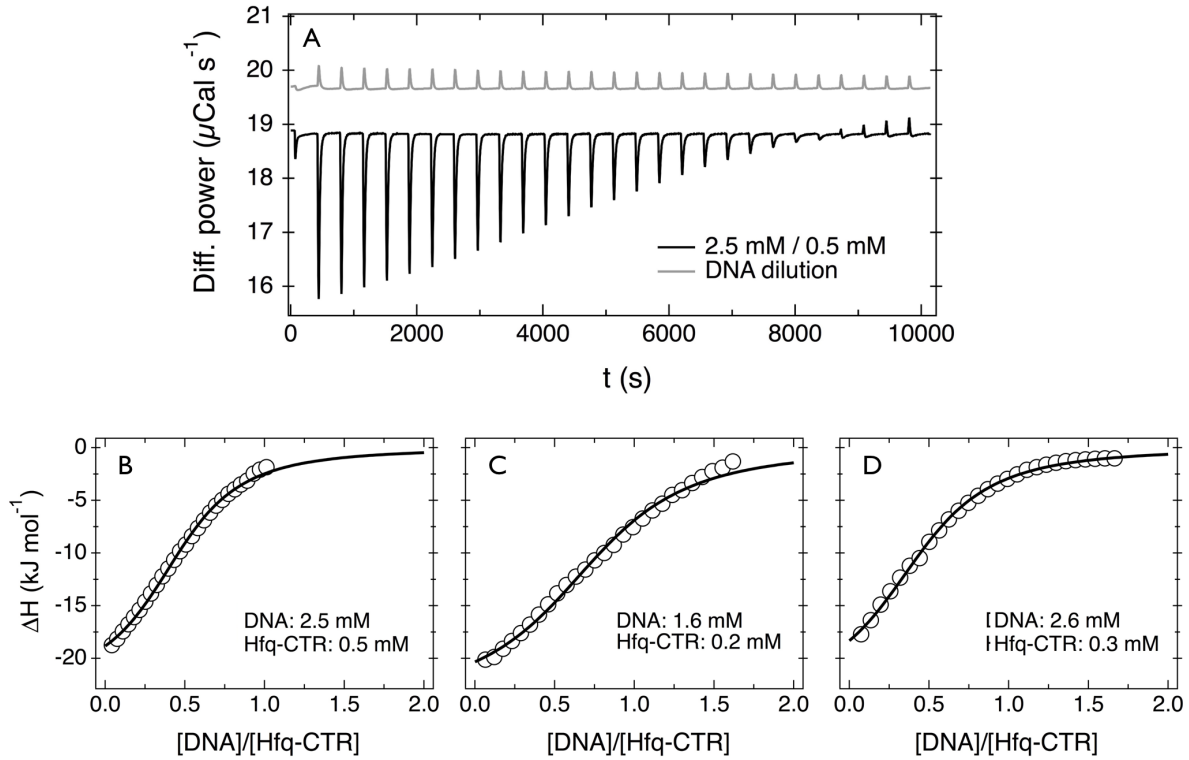 A
Diff. power (µCal s⁻¹)
21
20
19
18
17
16
2.5 mM / 0.5 mM
DNA dilution
0
2000
4000
6000
8000
10000
t (s)
ΔH (kJ mol⁻¹)
0
-5
-10
-15
-20
B
DNA: 2.5 mM
Hfq-CTR: 0.5 mM
0.0
0.5
1.0
1.5
2.0
[DNA]/[Hfq-CTR]
C
DNA: 1.6 mM
Hfq-CTR: 0.2 mM
0.0
0.5
1.0
1.5
2.0
[DNA]/[Hfq-CTR]
D
DNA: 2.6 mM
Hfq-CTR: 0.3 mM
0.0
0.5
1.0
1.5
2.0
[DNA]/[Hfq-CTR]